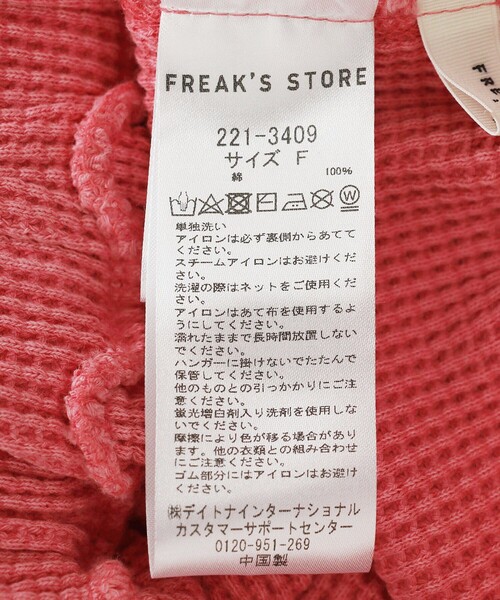 FREAK'S STORE
221-3409
サイズ F
綿 100%
単独洗い
アイロンは必ず裏側からあてて
ください。
スチームアイロンはお避けくださ
い。
洗濯の際はネットをご使用くださ
い。
アイロンはあて布を使用するよ
うにしてください。
濡れたままで長時間放置しない
でください。
ハンガーに掛けないでたたんで
保管してください。
他のものとの引っかかりにご注
意ください。
蛍光増白剤入り洗剤を使用しな
いでください。
摩擦により色が移る場合があり
ます。他の衣類との組み合わせ
にご注意ください。
ゴム部分にはアイロンはお避け
ください。
㈱デイトナインターナショナル
カスタマーサポートセンター
0120-951-269
中国製